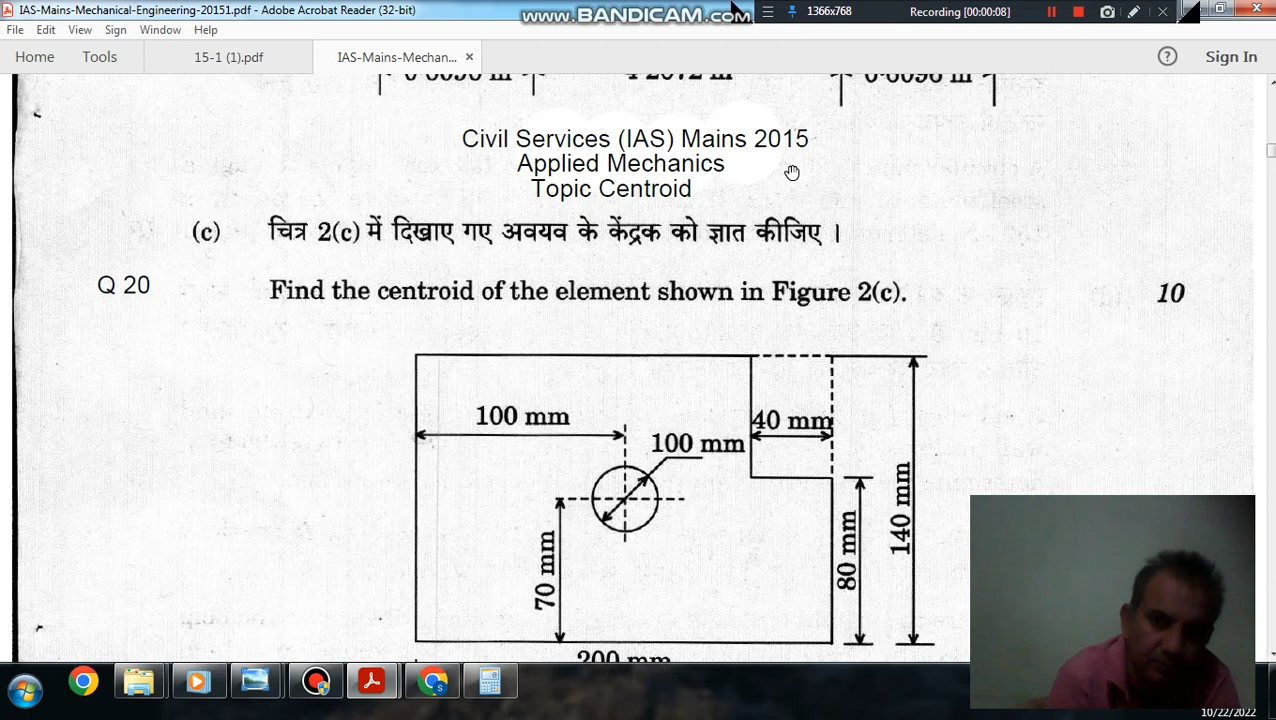 IAS-Mains-Mechanical-Engineering-20151.pdf - Adobe Acrobat Reader (32-bit)
www.BANDICAM.com
1366x768
Recording [00:00:08]
File Edit View Sign Window Help
Home Tools 15-1 (1).pdf IAS-Mains-Mechan... × ? Sign In
Civil Services (IAS) Mains 2015
Applied Mechanics
Topic Centroid
(c) चित्र 2(c) में दिखाए गए अवयव के केंद्रक को ज्ञात कीजिए ।
Q 20
Find the centroid of the element shown in Figure 2(c). 10
100 mm
40 mm
100 mm
140 mm
80 mm
70 mm
200 mm
10/22/2022